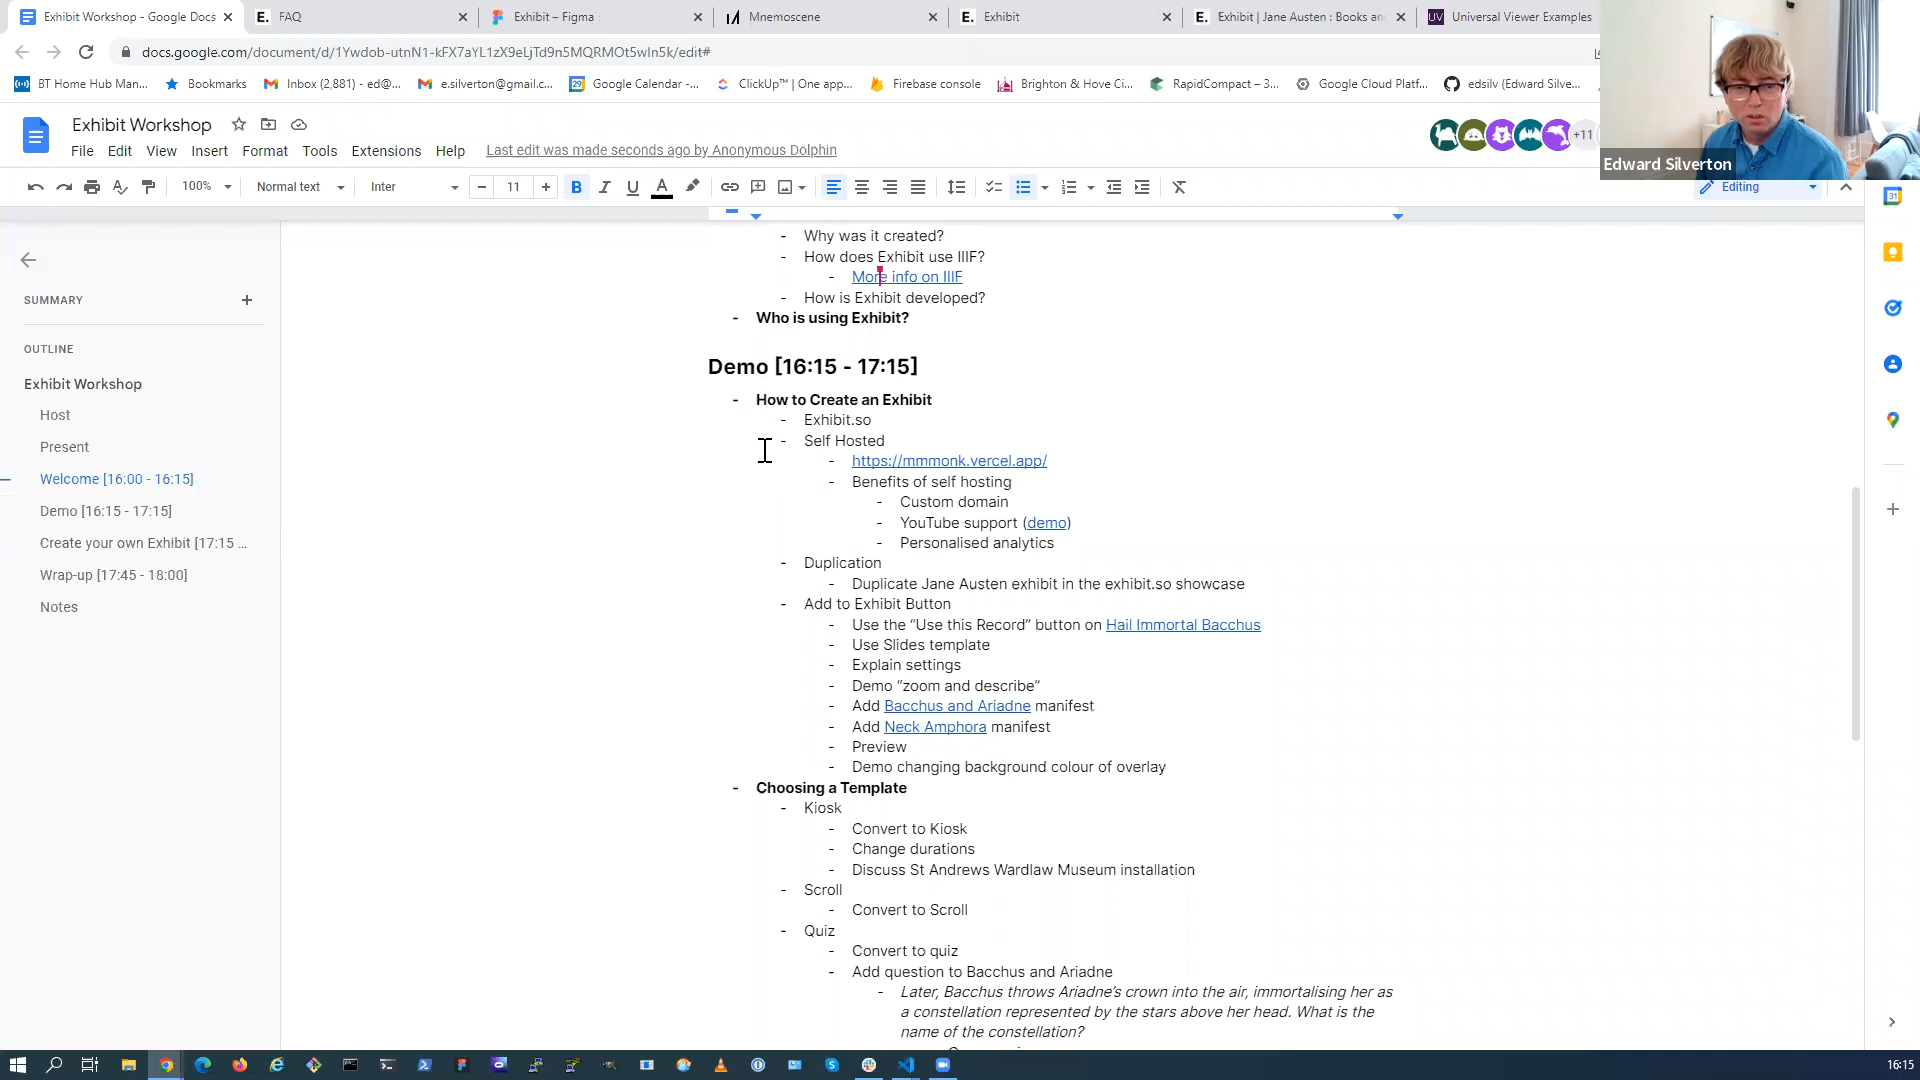 Exhibit Workshop - Google Docs
E. FAQ
Exhibit – Figma
Mnemoscene
E. Exhibit
E. Exhibit | Jane Austen : Books an
UV Universal Viewer Examples
docs.google.com/document/d/1Ywdob-utnN1-kFX7aYL1zX9eLjTd9n5MQRMOt5wIn5k/edit#
BT Home Hub Man...
Bookmarks
Inbox (2,881) - ed@...
e.silverton@gmail.c...
Google Calendar -...
ClickUp™ | One app...
Firebase console
Brighton & Hove Ci...
RapidCompact – 3...
Google Cloud Platf...
edsilv (Edward Silve...
Exhibit Workshop
File Edit View Insert Format Tools Extensions Help
Last edit was made seconds ago by Anonymous Dolphin
+11
Edward Silverton
100% Normal text Inter 11 B I U A
Editing
SUMMARY
OUTLINE
Exhibit Workshop
Host
Present
Welcome [16:00 - 16:15]
Demo [16:15 - 17:15]
Create your own Exhibit [17:15 ...
Wrap-up [17:45 - 18:00]
Notes
- Why was it created?
- How does Exhibit use IIIF?
- More info on IIIF
- How is Exhibit developed?
- Who is using Exhibit?
Demo [16:15 - 17:15]
- How to Create an Exhibit
- Exhibit.so
- Self Hosted
- https://mmmonk.vercel.app/
- Benefits of self hosting
- Custom domain
- YouTube support (demo)
- Personalised analytics
- Duplication
- Duplicate Jane Austen exhibit in the exhibit.so showcase
- Add to Exhibit Button
- Use the “Use this Record” button on Hail Immortal Bacchus
- Use Slides template
- Explain settings
- Demo “zoom and describe”
- Add Bacchus and Ariadne manifest
- Add Neck Amphora manifest
- Preview
- Demo changing background colour of overlay
- Choosing a Template
- Kiosk
- Convert to Kiosk
- Change durations
- Discuss St Andrews Wardlaw Museum installation
- Scroll
- Convert to Scroll
- Quiz
- Convert to quiz
- Add question to Bacchus and Ariadne
- Later, Bacchus throws Ariadne’s crown into the air, immortalising her as
a constellation represented by the stars above her head. What is the
name of the constellation?
31
16:15